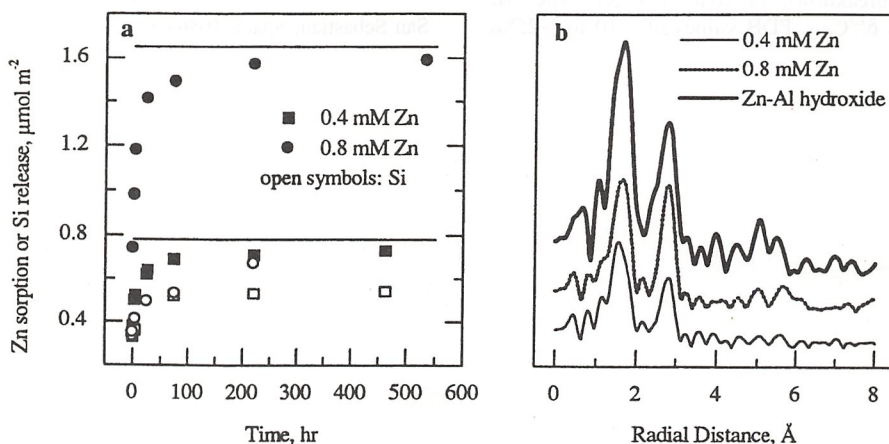 a
Zn sorption or Si release, μmol m⁻²
1.6
1.2
0.8
0.4
0.4 mM Zn
0.8 mM Zn
open symbols: Si
0 100 200 300 400 500 600
Time, hr
b
0.4 mM Zn
0.8 mM Zn
Zn-Al hydroxide
0 2 4 6 8
Radial Distance, Å